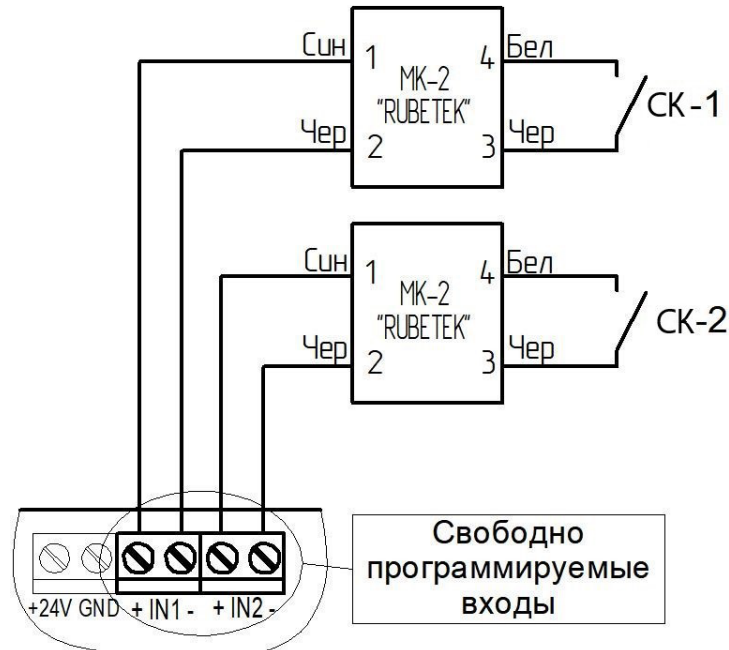 Син 1 МК-2 4 Бел
"RUBETEK"
СК-1
Чер 2 3 Чер
Син 1 МК-2 4 Бел
"RUBETEK"
СК-2
Чер 2 3 Чер
Свободно
программируемые
входы
+24V GND + IN1 - + IN2 -